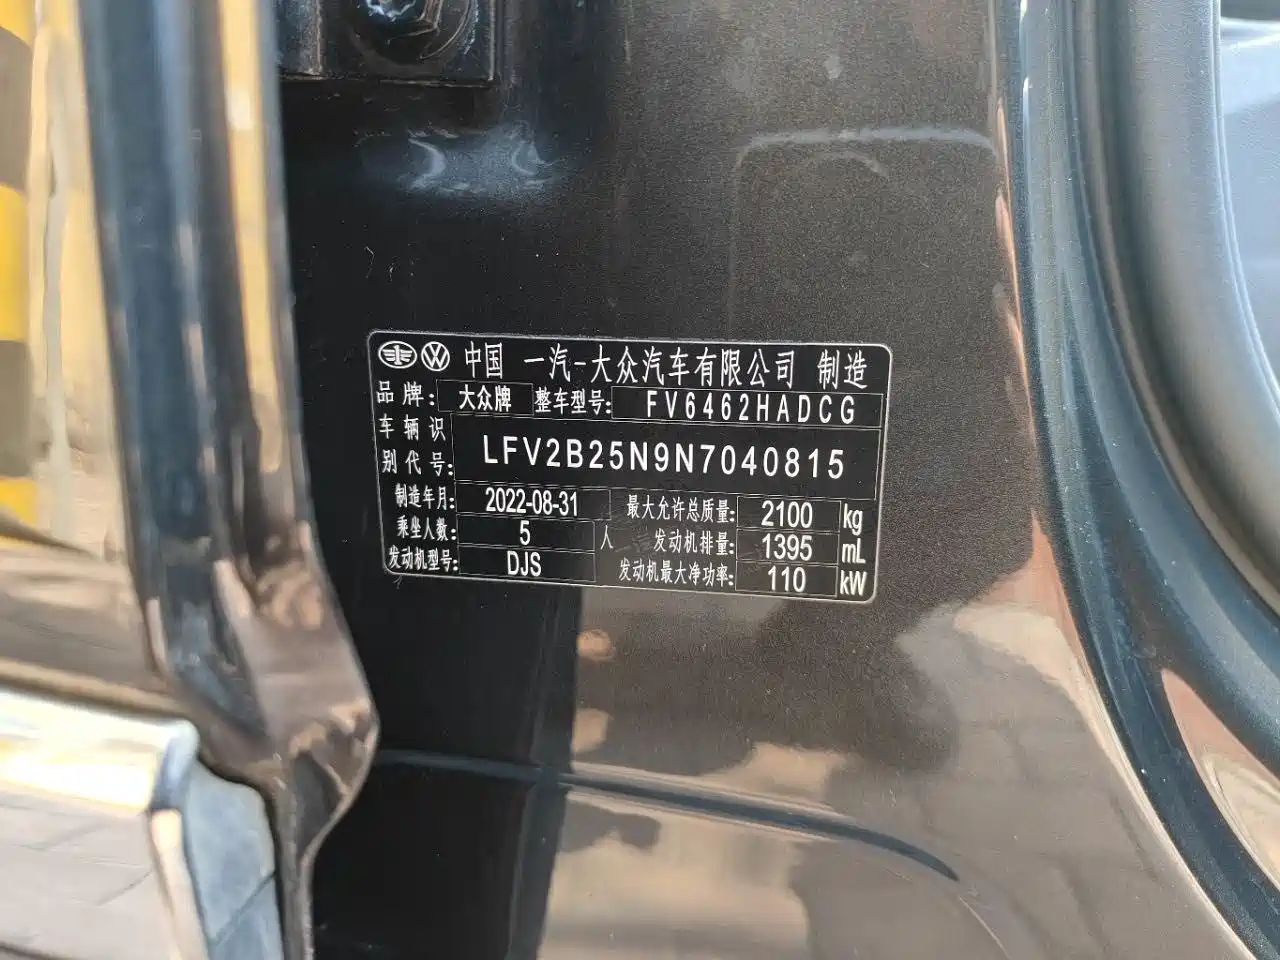 中国 一汽-大众汽车有限公司 制造
品牌: 大众牌 整车型号: FV6462HADCG
车辆识别代号: LFV2B25N9N7040815
制造年月: 2022-08-31 最大允许总质量: 2100 kg
乘坐人数: 5 人 发动机排量: 1395 mL
发动机型号: DJS 发动机最大净功率: 110 kW